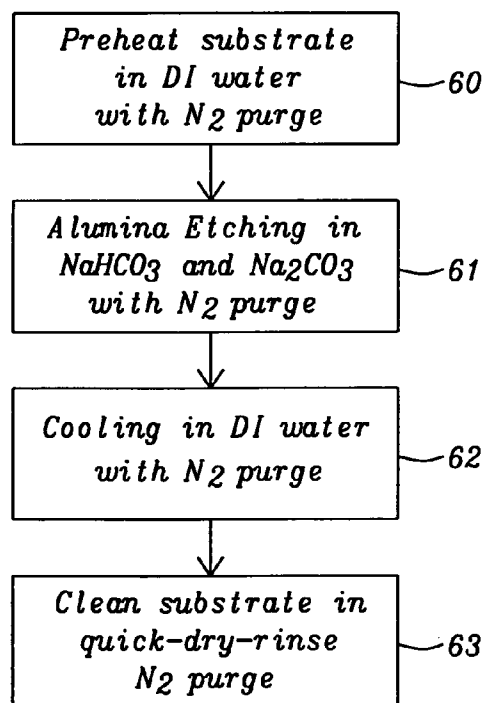 Preheat substrate
in DI water
with N2 purge
60
Alumina Etching in
NaHCO3 and Na2CO3
with N2 purge
61
Cooling in DI water
with N2 purge
62
Clean substrate in
quick-dry-rinse
N2 purge
63